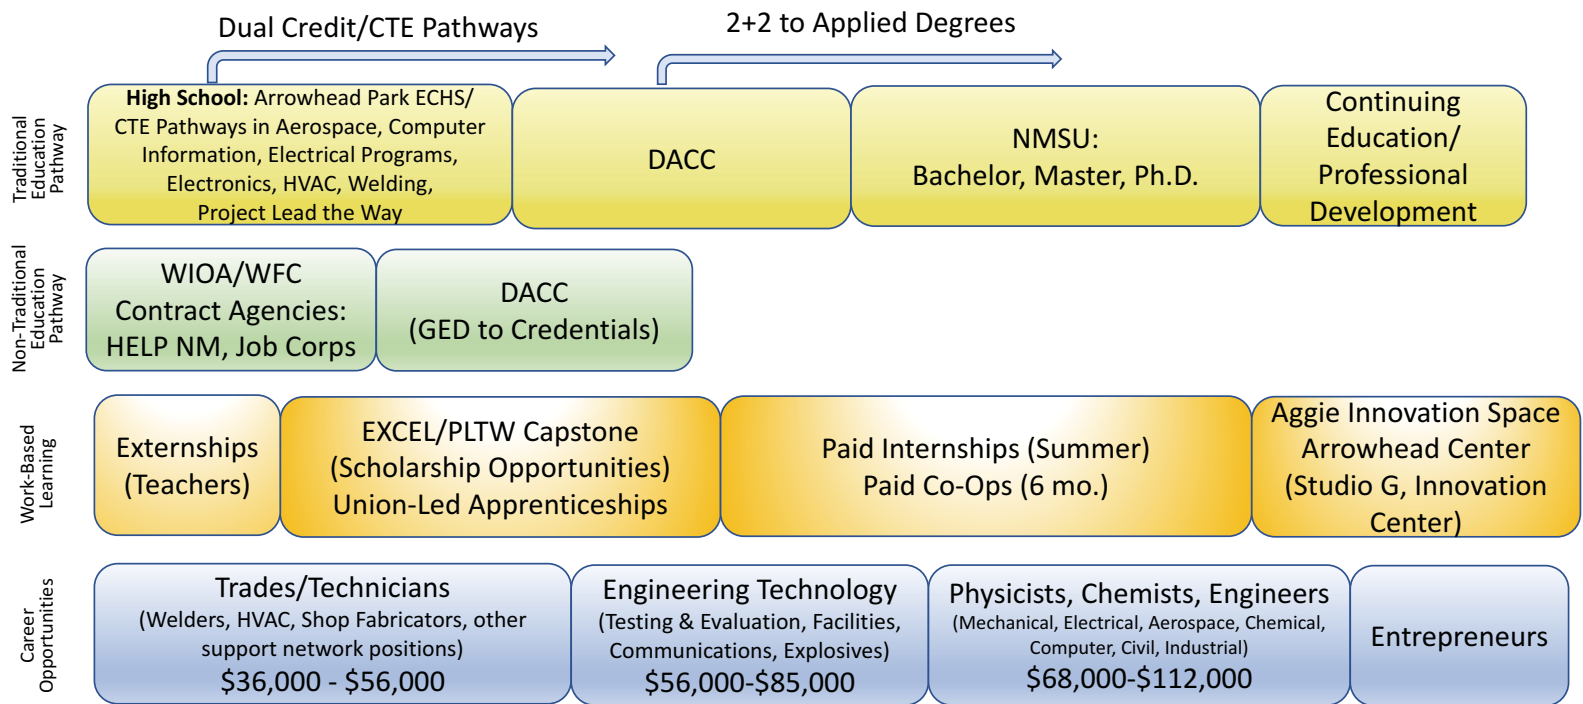 Dual Credit/CTE Pathways
2+2 to Applied Degrees
Traditional
Education
Pathway
High School: Arrowhead Park ECHS/
CTE Pathways in Aerospace, Computer
Information, Electrical Programs,
Electronics, HVAC, Welding,
Project Lead the Way
DACC
NMSU:
Bachelor, Master, Ph.D.
Continuing
Education/
Professional
Development
Non-Traditional
Education
Pathway
WIOA/WFC
Contract Agencies:
HELP NM, Job Corps
DACC
(GED to Credentials)
Work-Based
Learning
Externships
(Teachers)
EXCEL/PLTW Capstone
(Scholarship Opportunities)
Union-Led Apprenticeships
Paid Internships (Summer)
Paid Co-Ops (6 mo.)
Aggie Innovation Space
Arrowhead Center
(Studio G, Innovation
Center)
Career
Opportunities
Trades/Technicians
(Welders, HVAC, Shop Fabricators, other
support network positions)
$36,000 - $56,000
Engineering Technology
(Testing & Evaluation, Facilities,
Communications, Explosives)
$56,000-$85,000
Physicists, Chemists, Engineers
(Mechanical, Electrical, Aerospace, Chemical,
Computer, Civil, Industrial)
$68,000-$112,000
Entrepreneurs